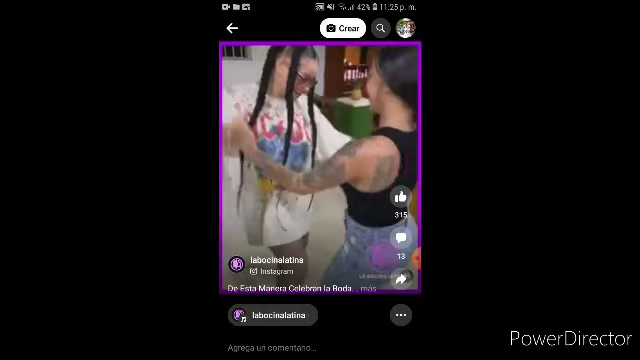 42% 11:25 p. m.
Crear
315
13
labocinalatina
Instagram
De Esta Manera Celebran la Boda... más
labocinalatina
Agrega un comentario...
PowerDirector